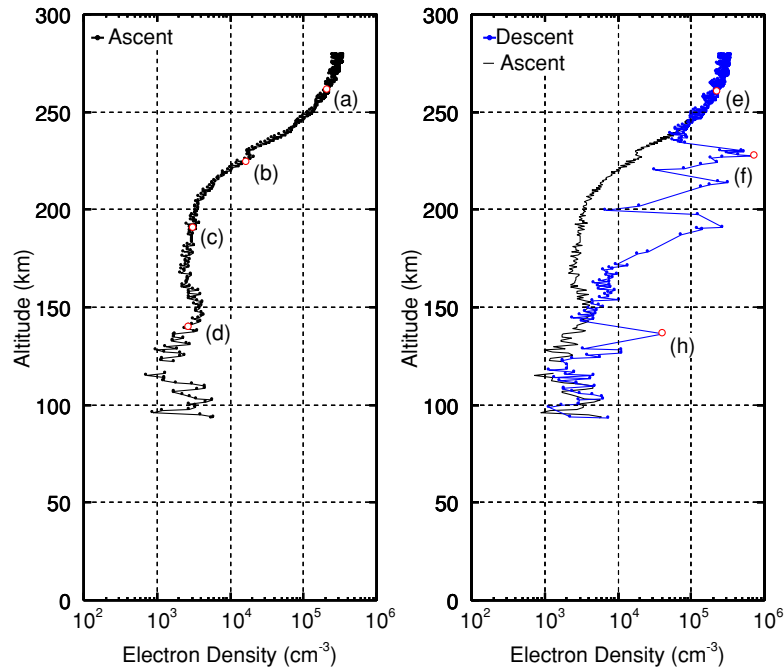 Ascent
300
250
200
150
100
50
0
Altitude (km)
(a)
(b)
(c)
(d)
10^2 10^3 10^4 10^5 10^6
Electron Density (cm^-3)
Descent
Ascent
300
250
200
150
100
50
0
Altitude (km)
(e)
(f)
(h)
10^2 10^3 10^4 10^5 10^6
Electron Density (cm^-3)